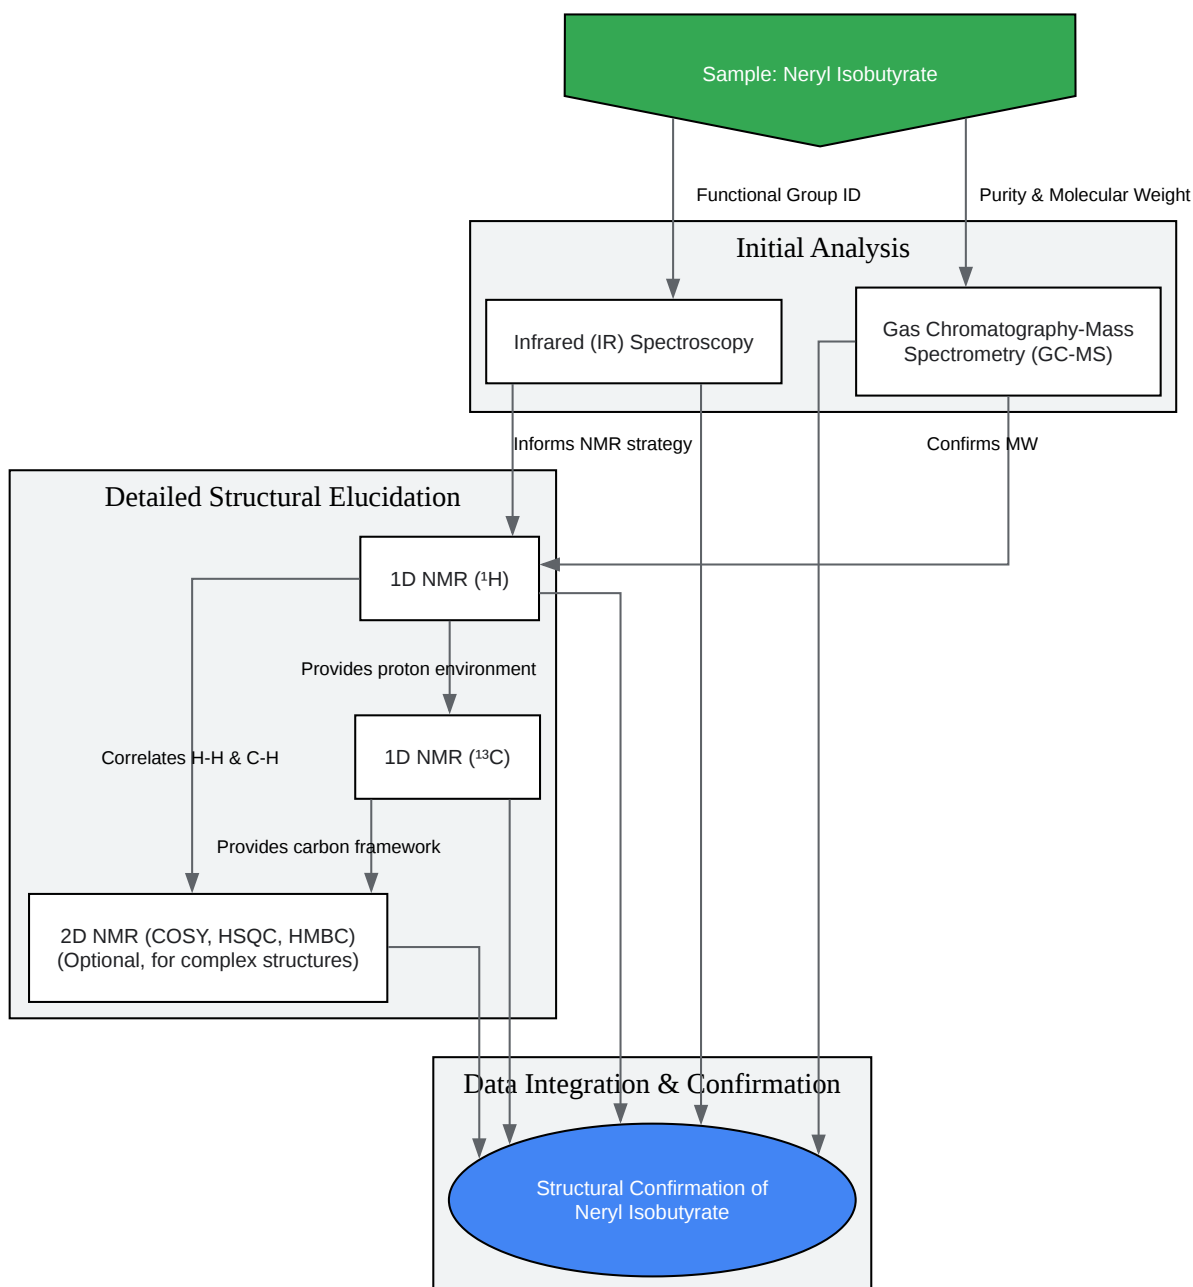 Sample: Neryl Isobutyrate
Functional Group ID
Purity & Molecular Weight
Initial Analysis
Infrared (IR) Spectroscopy
Gas Chromatography-Mass
Spectrometry (GC-MS)
Informs NMR strategy
Confirms MW
Detailed Structural Elucidation
1D NMR (¹H)
Provides proton environment
1D NMR (¹³C)
Correlates H-H & C-H
Provides carbon framework
2D NMR (COSY, HSQC, HMBC)
(Optional, for complex structures)
Data Integration & Confirmation
Structural Confirmation of
Neryl Isobutyrate